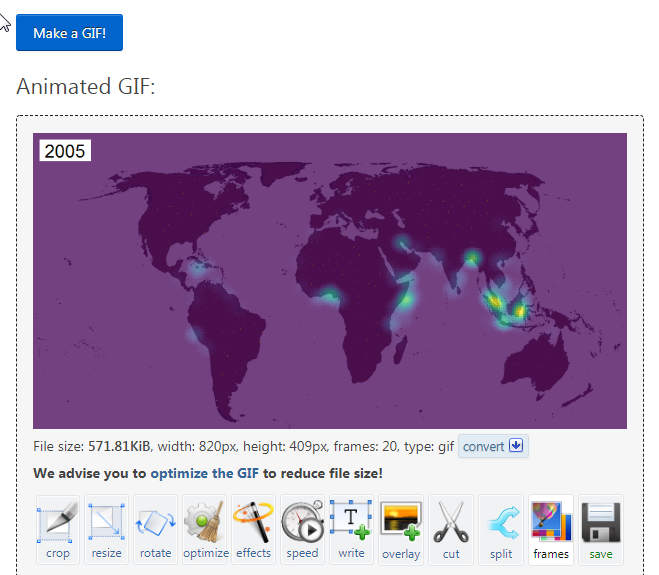 Make a GIF!
Animated GIF:
2005
File size: 571.81KiB, width: 820px, height: 409px, frames: 20, type: gif convert
We advise you to optimize the GIF to reduce file size!
crop resize rotate optimize effects speed write overlay cut split frames save